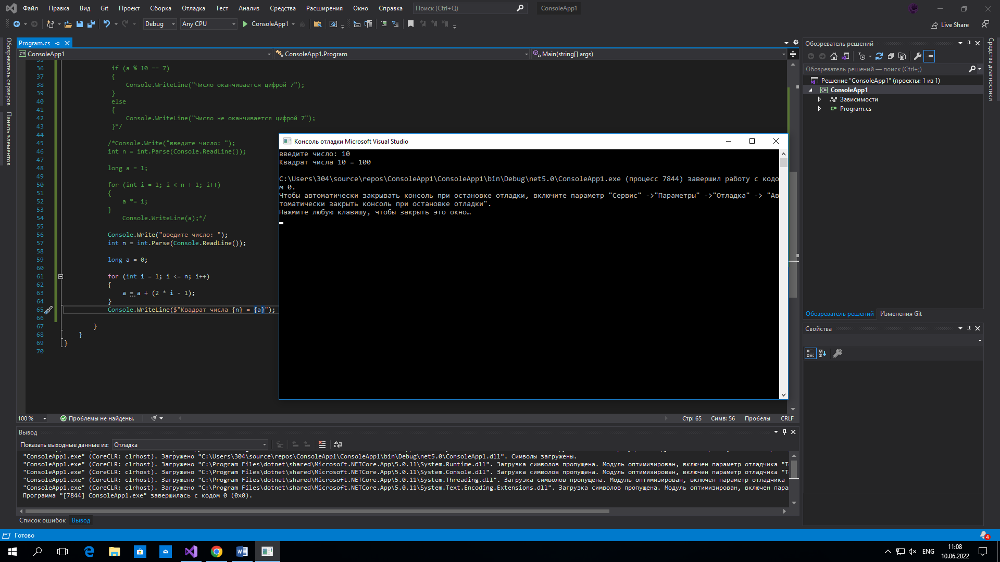 Файл Правка Вид Git Проект Сборка Отладка Тест Анализ Средства Расширения Окно Справка Поиск (Ctrl+Q) ConsoleApp1
Debug Any CPU ConsoleApp1 Live Share
Обозреватель серверов
Панель элементов
Program.cs
ConsoleApp1 ConsoleApp1.Program Main(string[] args)
36 if (a % 10 == 7)
37 {
38 Console.WriteLine("Число оканчивается цифрой 7");
39 }
40 else
41 {
42 Console.WriteLine("Число не оканчивается цифрой 7");
43 }*/
44
45 /*Console.Write("введите число: ");
46 int n = int.Parse(Console.ReadLine());
47
48 long a = 1;
49
50 for (int i = 1; i < n + 1; i++)
51 {
52 a *= i;
53 }
54 Console.WriteLine(a);*/
55
56 Console.Write("введите число: ");
57 int n = int.Parse(Console.ReadLine());
58
59 long a = 0;
60
61 for (int i = 1; i <= n; i++)
62 {
63 a = a + (2 * i - 1);
64 }
65 Console.WriteLine($"Квадрат числа {n} = {a}");
66
67 }
68 }
69 }
70
Консоль отладки Microsoft Visual Studio
введите число: 10
Квадрат числа 10 = 100
C:\Users\304\source\repos\ConsoleApp1\ConsoleApp1\bin\Debug\net5.0\ConsoleApp1.exe (процесс 7844) завершил работу с кодо
м 0.
Чтобы автоматически закрывать консоль при остановке отладки, включите параметр "Сервис" ->"Параметры" ->"Отладка" -> "Ав
томатически закрыть консоль при остановке отладки".
Нажмите любую клавишу, чтобы закрыть это окно…
100 % Проблемы не найдены. Стр: 65 Симв: 56 Пробелы CRLF
Вывод
Показать выходные данные из: Отладка
"ConsoleApp1.exe" (CoreCLR: clrhost). Загружено "C:\Users\304\source\repos\ConsoleApp1\ConsoleApp1\bin\Debug\net5.0\ConsoleApp1.dll". Символы загружены.
"ConsoleApp1.exe" (CoreCLR: clrhost). Загружено "C:\Program Files\dotnet\shared\Microsoft.NETCore.App\5.0.11\System.Runtime.dll". Загрузка символов пропущена. Модуль оптимизирован, включен параметр отладчика
"ConsoleApp1.exe" (CoreCLR: clrhost). Загружено "C:\Program Files\dotnet\shared\Microsoft.NETCore.App\5.0.11\System.Console.dll". Загрузка символов пропущена. Модуль оптимизирован, включен параметр отладчика
"ConsoleApp1.exe" (CoreCLR: clrhost). Загружено "C:\Program Files\dotnet\shared\Microsoft.NETCore.App\5.0.11\System.Threading.dll". Загрузка символов пропущена. Модуль оптимизирован, включен параметр отладчика
"ConsoleApp1.exe" (CoreCLR: clrhost). Загружено "C:\Program Files\dotnet\shared\Microsoft.NETCore.App\5.0.11\System.Text.Encoding.Extensions.dll". Загрузка символов пропущена. Модуль оптимизирован, включен
Программа "[7844] ConsoleApp1.exe" завершилась с кодом 0 (0x0).
Список ошибок Вывод
Обозреватель решений
Обозреватель решений — поиск (Ctrl+;)
Решение "ConsoleApp1" (проекты: 1 из 1)
ConsoleApp1
Зависимости
C# Program.cs
Обозреватель решений Изменения Git
Свойства
Средства диагностики
Готово 4
ENG 11:08
10.06.2022